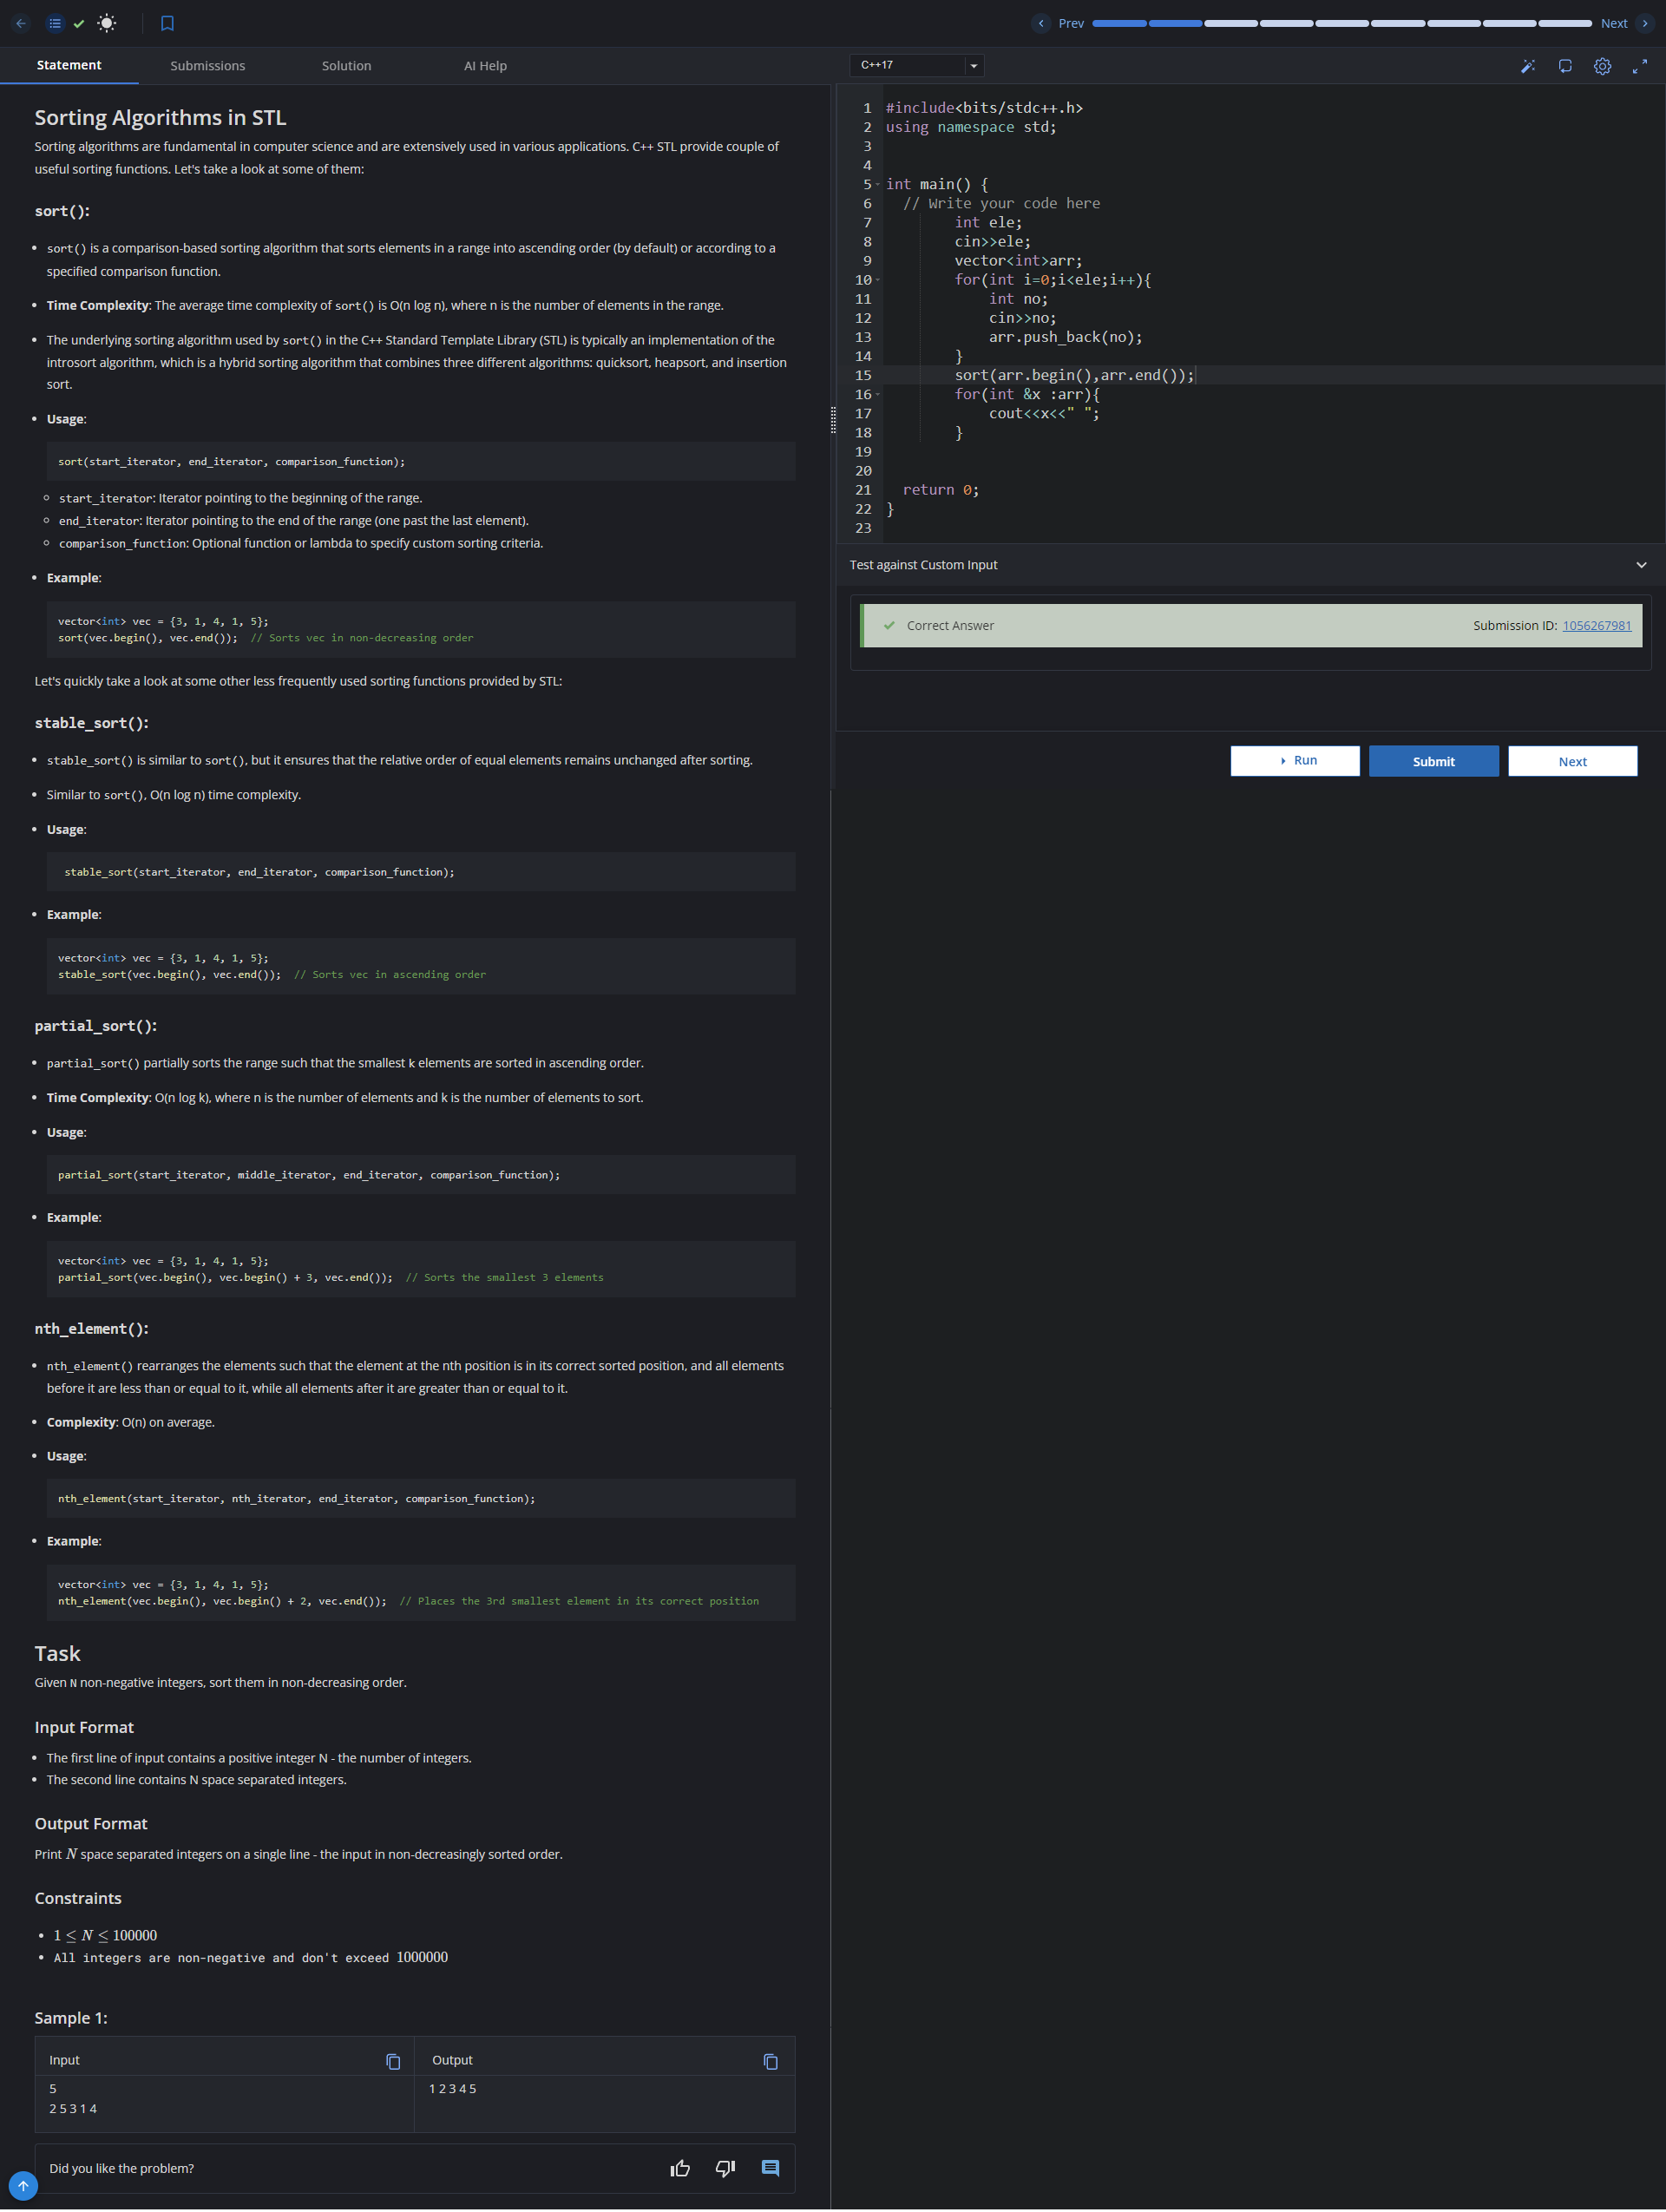 Prev
Next
Statement
Submissions
Solution
AI Help
Sorting Algorithms in STL
Sorting algorithms are fundamental in computer science and are extensively used in various applications. C++ STL provide couple of
useful sorting functions. Let's take a look at some of them:
sort():
• sort() is a comparison-based sorting algorithm that sorts elements in a range into ascending order (by default) or according to a
specified comparison function.
• Time Complexity: The average time complexity of sort() is O(n log n), where n is the number of elements in the range.
• The underlying sorting algorithm used by sort() in the C++ Standard Template Library (STL) is typically an implementation of the
introsort algorithm, which is a hybrid sorting algorithm that combines three different algorithms: quicksort, heapsort, and insertion
sort.
• Usage:
sort(start_iterator, end_iterator, comparison_function);
◦ start_iterator: Iterator pointing to the beginning of the range.
◦ end_iterator: Iterator pointing to the end of the range (one past the last element).
◦ comparison_function: Optional function or lambda to specify custom sorting criteria.
• Example:
vector<int> vec = {3, 1, 4, 1, 5};
sort(vec.begin(), vec.end());  // Sorts vec in non-decreasing order
Let's quickly take a look at some other less frequently used sorting functions provided by STL:
stable_sort():
• stable_sort() is similar to sort(), but it ensures that the relative order of equal elements remains unchanged after sorting.
• Similar to sort(), O(n log n) time complexity.
• Usage:
stable_sort(start_iterator, end_iterator, comparison_function);
• Example:
vector<int> vec = {3, 1, 4, 1, 5};
stable_sort(vec.begin(), vec.end());  // Sorts vec in ascending order
partial_sort():
• partial_sort() partially sorts the range such that the smallest k elements are sorted in ascending order.
• Time Complexity: O(n log k), where n is the number of elements and k is the number of elements to sort.
• Usage:
partial_sort(start_iterator, middle_iterator, end_iterator, comparison_function);
• Example:
vector<int> vec = {3, 1, 4, 1, 5};
partial_sort(vec.begin(), vec.begin() + 3, vec.end());  // Sorts the smallest 3 elements
nth_element():
• nth_element() rearranges the elements such that the element at the nth position is in its correct sorted position, and all elements
before it are less than or equal to it, while all elements after it are greater than or equal to it.
• Complexity: O(n) on average.
• Usage:
nth_element(start_iterator, nth_iterator, end_iterator, comparison_function);
• Example:
vector<int> vec = {3, 1, 4, 1, 5};
nth_element(vec.begin(), vec.begin() + 2, vec.end());  // Places the 3rd smallest element in its correct position
Task
Given N non-negative integers, sort them in non-decreasing order.
Input Format
• The first line of input contains a positive integer N - the number of integers.
• The second line contains N space separated integers.
Output Format
Print N space separated integers on a single line - the input in non-decreasingly sorted order.
Constraints
• 1 ≤ N ≤ 100000
• All integers are non-negative and don't exceed 1000000
Sample 1:
Input
Output
5
2 5 3 1 4
1 2 3 4 5
Did you like the problem?
C++17
1 #include<bits/stdc++.h>
2 using namespace std;
3
4
5 int main() {
6   // Write your code here
7         int ele;
8         cin>>ele;
9         vector<int>arr;
10         for(int i=0;i<ele;i++){
11             int no;
12             cin>>no;
13             arr.push_back(no);
14         }
15         sort(arr.begin(),arr.end());
16         for(int &x :arr){
17             cout<<x<<" ";
18         }
19
20
21   return 0;
22 }
23
Test against Custom Input
Correct Answer
Submission ID: 1056267981
Run
Submit
Next